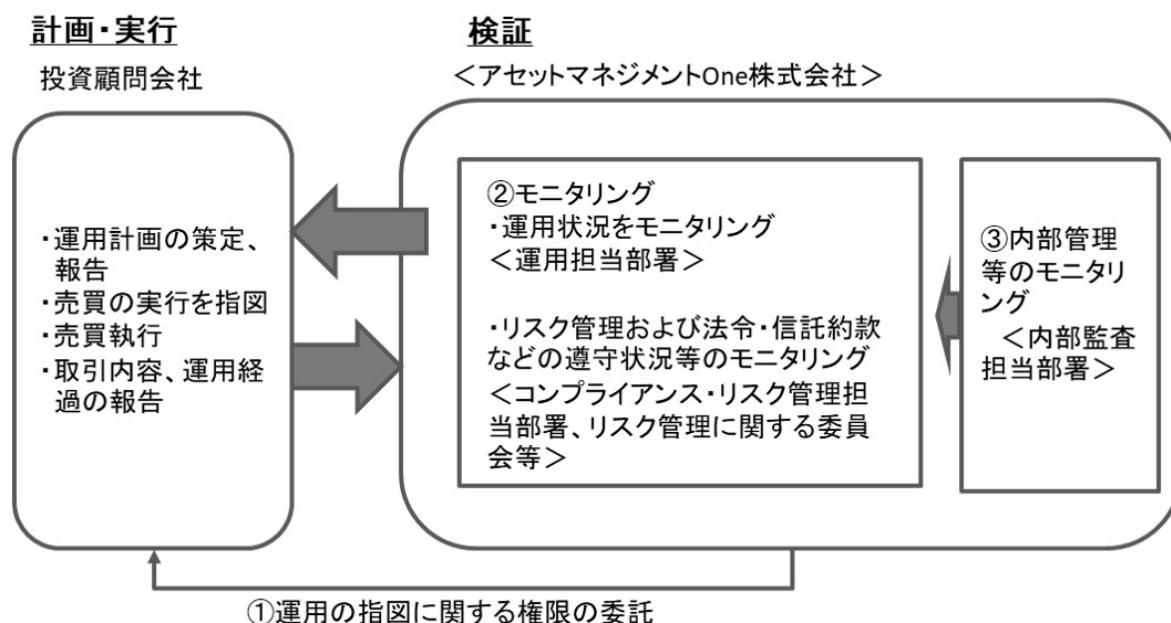 計画・実行
投資顧問会社
・運用計画の策定、
報告
・売買の実行を指図
・売買執行
・取引内容、運用経
過の報告
検証
＜アセットマネジメントOne株式会社＞
②モニタリング
・運用状況をモニタリング
＜運用担当部署＞
・リスク管理および法令・信託約款
などの遵守状況等のモニタリング
＜コンプライアンス・リスク管理担
当部署、リスク管理に関する委員
会等＞
③内部管理
等のモニタリ
ング
＜内部監査
担当部署＞
①運用の指図に関する権限の委託